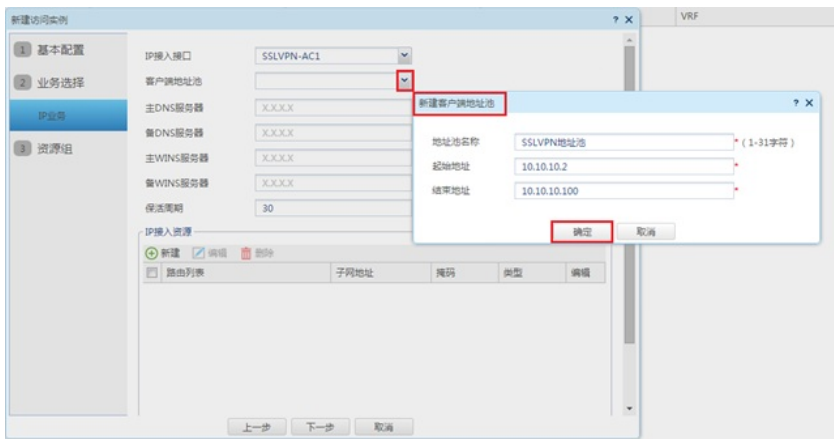 新建访问实例 ? X VRF
1 基本配置
2 业务选择
IP业务
3 资源组
IP接入接口 SSLVPN-AC1
客户端地址池
主DNS服务器 X.X.X.X
备DNS服务器 X.X.X.X
主WINS服务器 X.X.X.X
备WINS服务器 X.X.X.X
保活周期 30
IP接入资源
新建 编辑 删除
路由列表 子网地址 掩码 类型 编辑
上一步 下一步 取消
新建客户端地址池 ? X
地址池名称 SSLVPN地址池 * ( 1-31字符 )
起始地址 10.10.10.2 *
结束地址 10.10.10.100 *
确定 取消